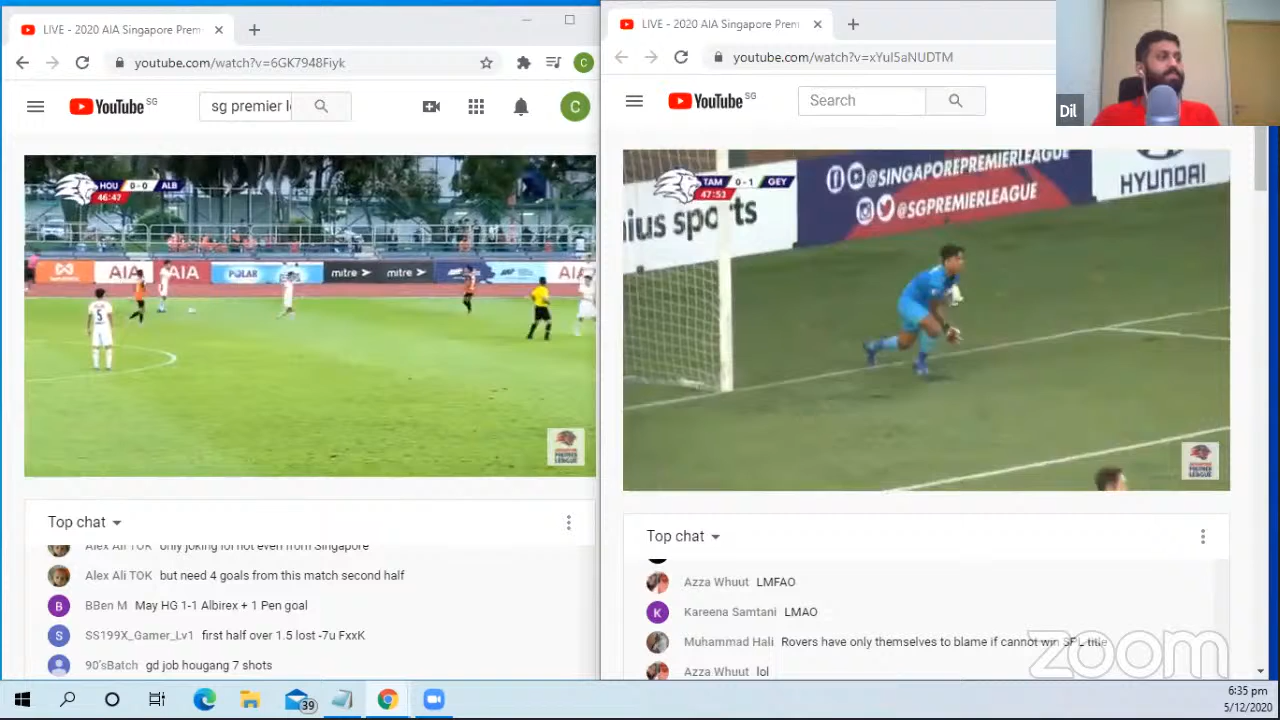 LIVE - 2020 AIA Singapore Prem
youtube.com/watch?v=6GK7948Fiyk
C
YouTube SG
sg premier l
C
HOU 0-0 ALB
46:47
5
AIA AIA POLAR mitre mitre AIA
Top chat
Alex Ali TOK only joking lol not even from Singapore
Alex Ali TOK but need 4 goals from this match second half
B BBen M May HG 1-1 Albirex + 1 Pen goal
S SS199X_Gamer_Lv1 first half over 1.5 lost -7u FxxK
90'sBatch gd job hougang 7 shots
LIVE - 2020 AIA Singapore Prem
youtube.com/watch?v=xYuI5aNUDTM
YouTube SG
Search
Dil
TAM 0-1 GEY
47:53
@SINGAPOREPREMIERLEAGUE
@SGPREMIERLEAGUE
HYUNDAI
nius sports
Top chat
Azza Whuut LMFAO
K Kareena Samtani LMAO
Muhammad Hali Rovers have only themselves to blame if cannot win SPL title
Azza Whuut lol
zoom
39
6:35 pm
5/12/2020